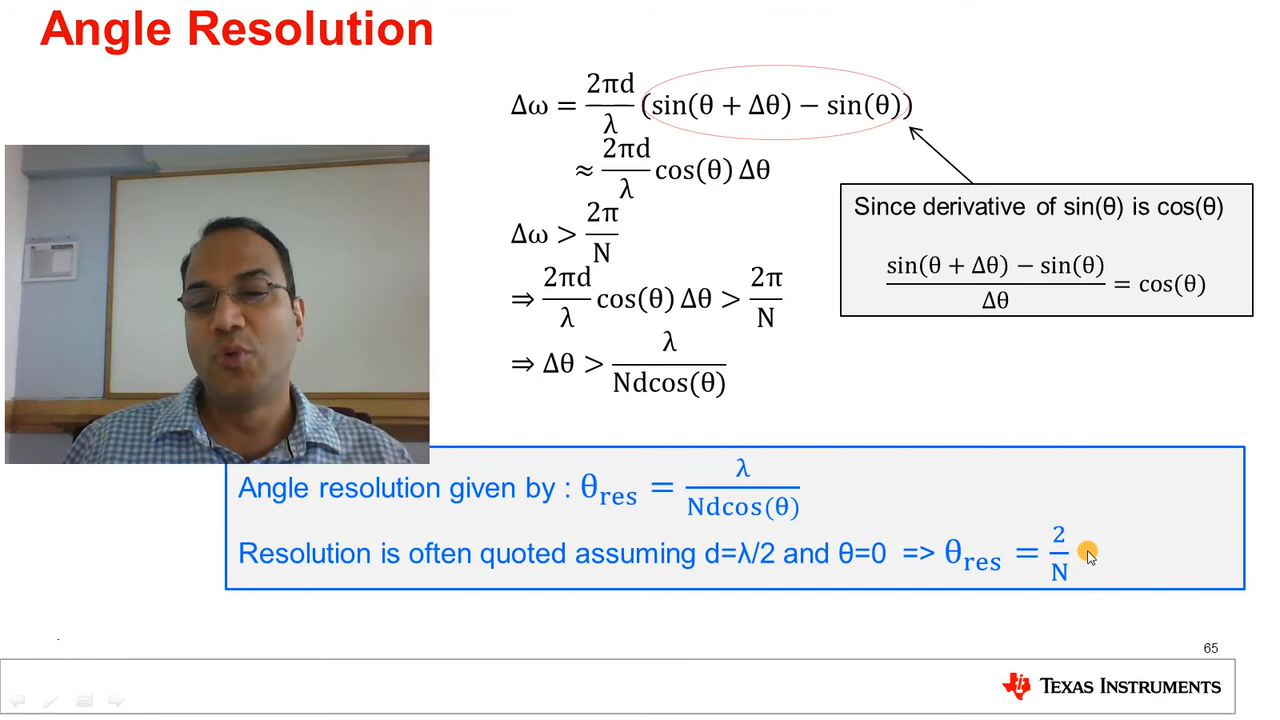 Angle Resolution
Δω = 2πd/λ (sin(θ + Δθ) − sin(θ))
≈ 2πd/λ cos(θ) Δθ
Δω > 2π/N
⇒ 2πd/λ cos(θ) Δθ > 2π/N
⇒ Δθ > λ/Ndcos(θ)
Since derivative of sin(θ) is cos(θ)
sin(θ + Δθ) − sin(θ)/Δθ = cos(θ)
Angle resolution given by : θres = λ/Ndcos(θ)
Resolution is often quoted assuming d=λ/2 and θ=0 => θres = 2/N
65
TEXAS INSTRUMENTS